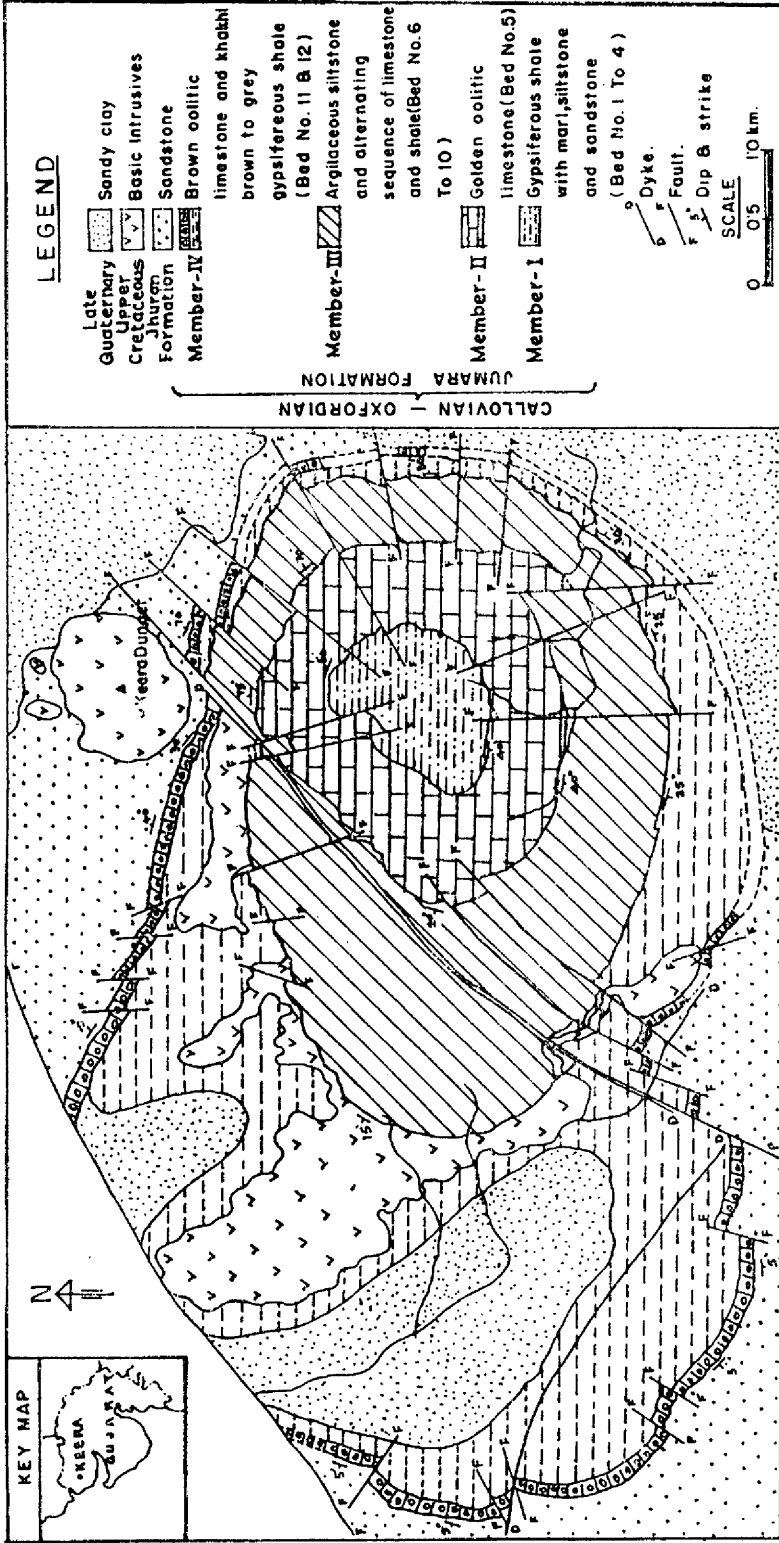 KEY MAP
KEERA
GUJARAT
N
Keera Dunger
LEGEND
Late
Quaternary
Sandy clay
Upper
Cretaceous
Basic Intrusives
Jhuran
Formation
Sandstone
Member-IV
Brown oolitic
limestone and khakhi
brown to grey
gypsifereous shale
(Bed No. 11 & 12)
Member-III
Argilaceous siltstone
and alternating
sequence of limestone
and shale(Bed No.6
To 10)
Member-II
Golden oolitic
limestone(Bed No.5)
Member-I
Gypsiferous shale
with marl,siltstone
and sandstone
(Bed No.1 To 4)
CALLOVIAN – OXFORDIAN
JUMARA FORMATION
D D Dyke.
F F Fault.
5° Dip & strike
SCALE
0 0.5 1.0 km.